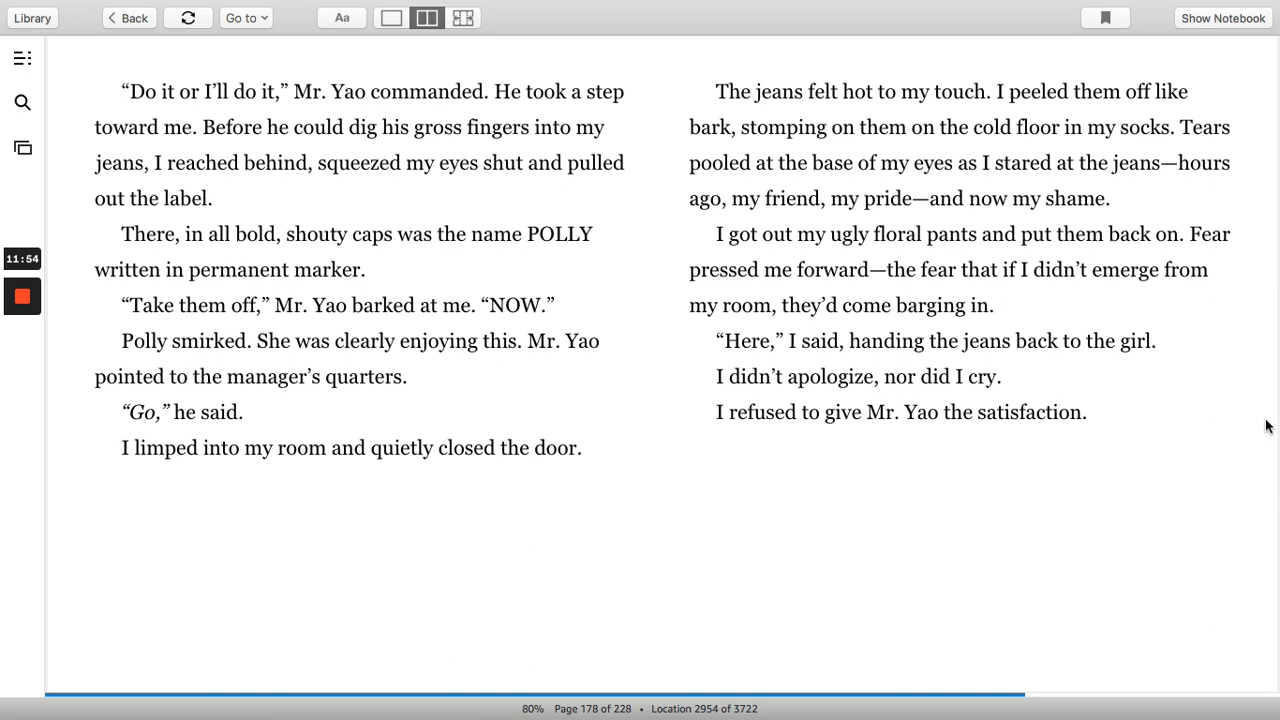 Library
Back
Go to
Aa
Show Notebook
11:54
“Do it or I’ll do it,” Mr. Yao commanded. He took a step
toward me. Before he could dig his gross fingers into my
jeans, I reached behind, squeezed my eyes shut and pulled
out the label.
There, in all bold, shouty caps was the name POLLY
written in permanent marker.
“Take them off,” Mr. Yao barked at me. “NOW.”
Polly smirked. She was clearly enjoying this. Mr. Yao
pointed to the manager’s quarters.
“Go,” he said.
I limped into my room and quietly closed the door.
The jeans felt hot to my touch. I peeled them off like
bark, stomping on them on the cold floor in my socks. Tears
pooled at the base of my eyes as I stared at the jeans—hours
ago, my friend, my pride—and now my shame.
I got out my ugly floral pants and put them back on. Fear
pressed me forward—the fear that if I didn’t emerge from
my room, they’d come barging in.
“Here,” I said, handing the jeans back to the girl.
I didn’t apologize, nor did I cry.
I refused to give Mr. Yao the satisfaction.
80% Page 178 of 228 • Location 2954 of 3722